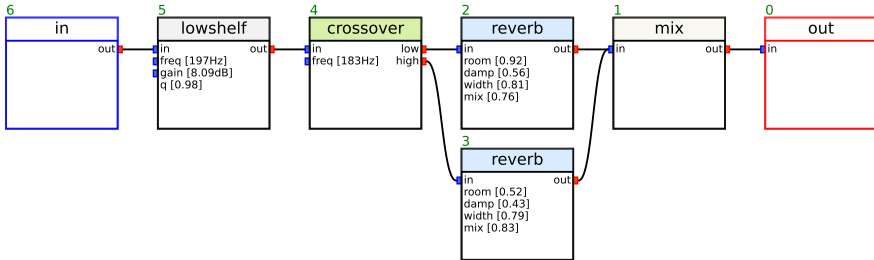 6
in
out
5
lowshelf
in out
freq [197Hz]
gain [8.09dB]
q [0.98]
4
crossover
in low
freq [183Hz] high
2
reverb
in out
room [0.92]
damp [0.56]
width [0.81]
mix [0.76]
1
mix
in out
0
out
in
3
reverb
in out
room [0.52]
damp [0.43]
width [0.79]
mix [0.83]